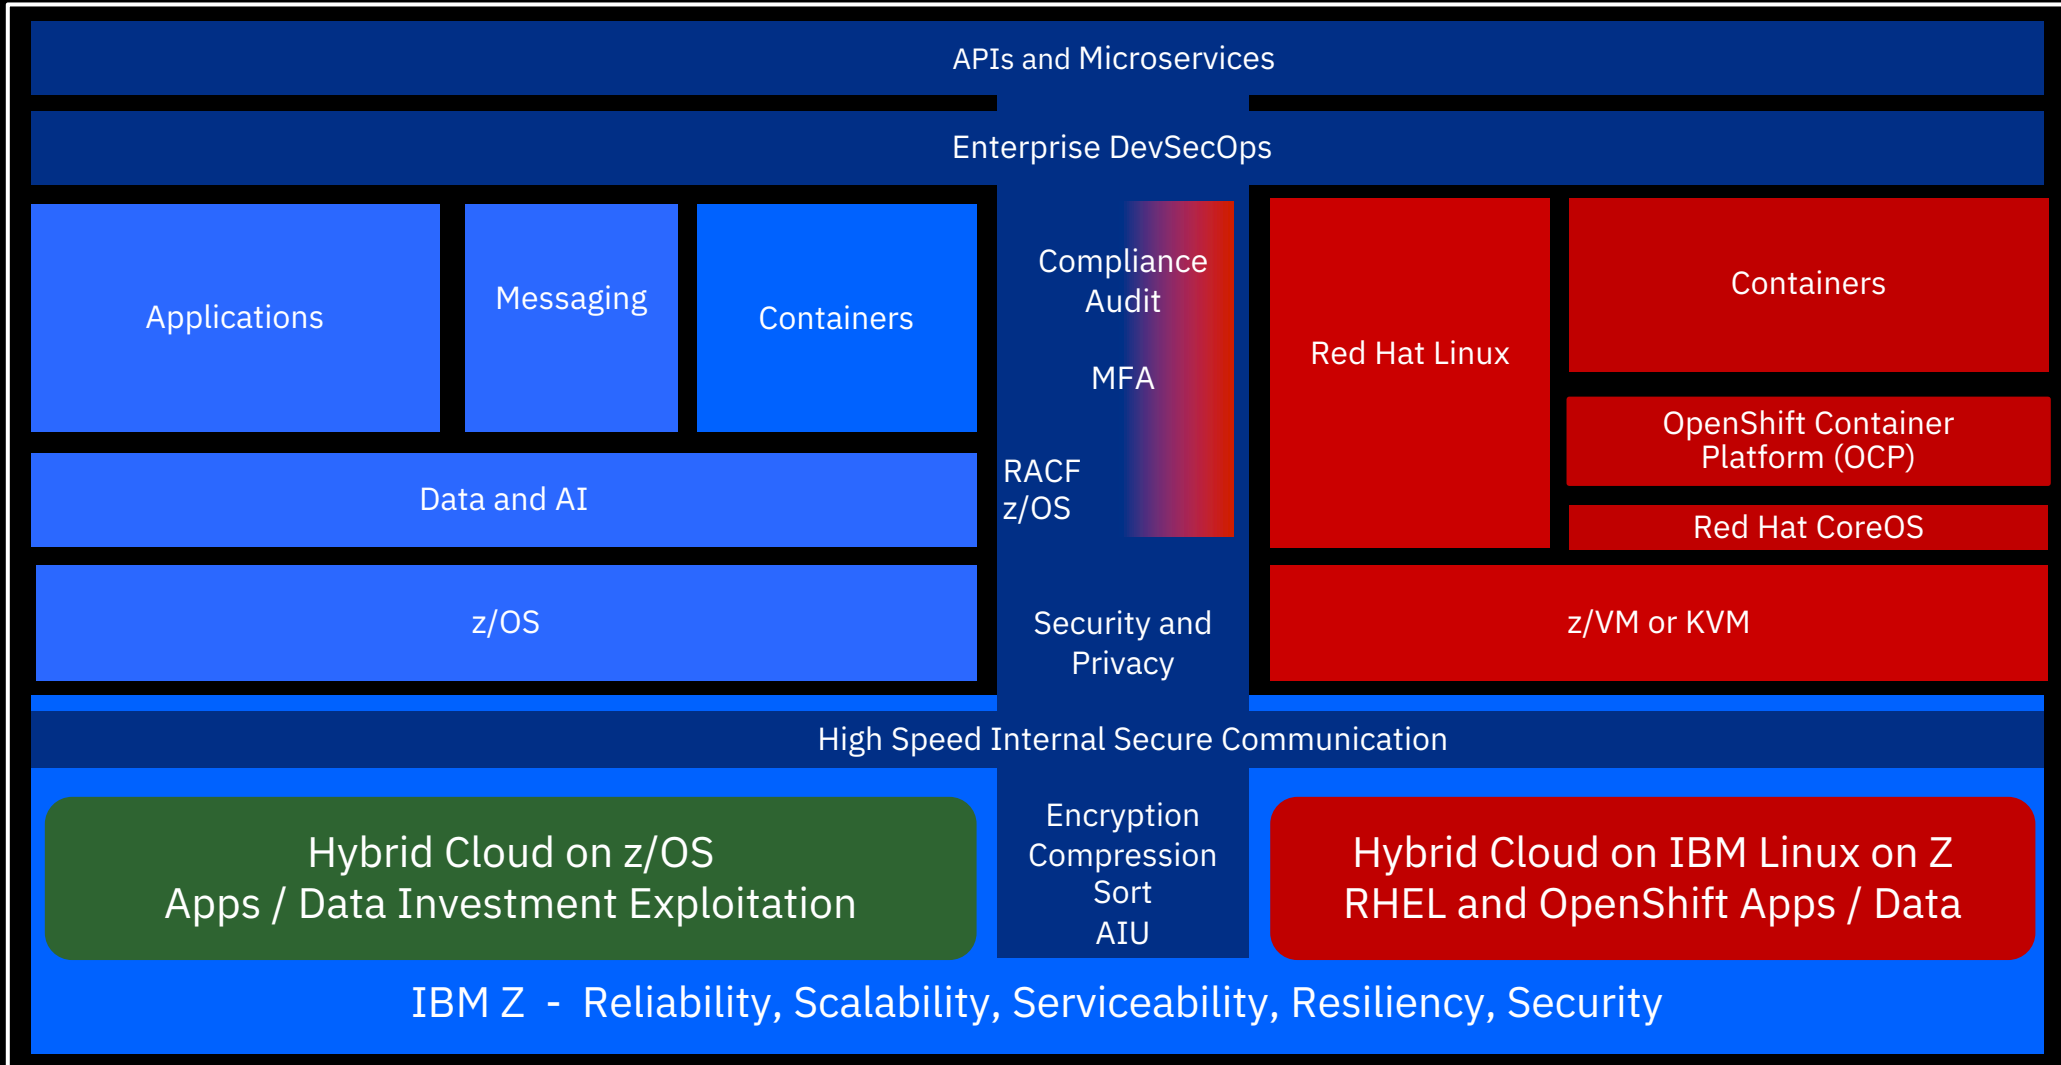 APIs and Microservices
Enterprise DevSecOps
Applications
Messaging
Containers
Data and AI
z/OS
Compliance
Audit
MFA
RACF
z/OS
Security and
Privacy
Red Hat Linux
Containers
OpenShift Container
Platform (OCP)
Red Hat CoreOS
z/VM or KVM
High Speed Internal Secure Communication
Hybrid Cloud on z/OS
Apps / Data Investment Exploitation
Encryption
Compression
Sort
AIU
Hybrid Cloud on IBM Linux on Z
RHEL and OpenShift Apps / Data
IBM Z - Reliability, Scalability, Serviceability, Resiliency, Security